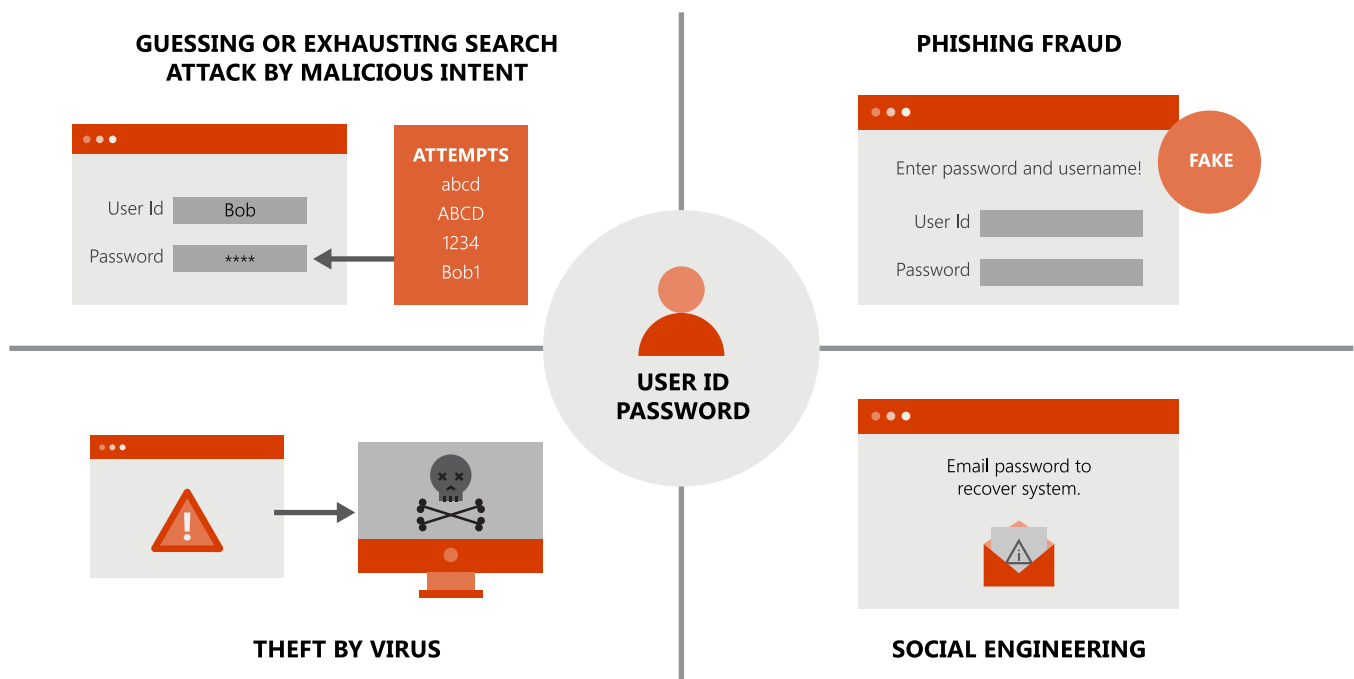 GUESSING OR EXHAUSTING SEARCH
ATTACK BY MALICIOUS INTENT
User Id
Bob
Password
****
ATTEMPTS
abcd
ABCD
1234
Bob1
PHISHING FRAUD
Enter password and username!
User Id
Password
FAKE
USER ID
PASSWORD
!
THEFT BY VIRUS
Email password to
recover system.
i
SOCIAL ENGINEERING